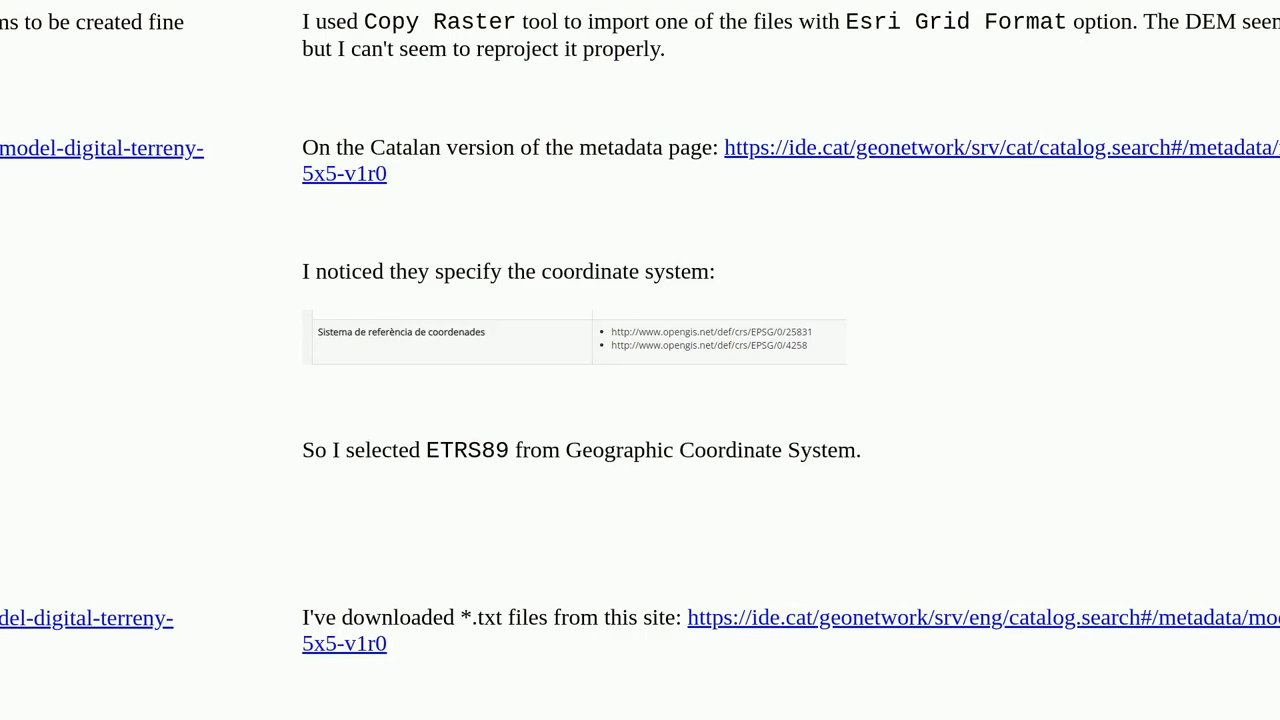 ms to be created fine
I used Copy Raster tool to import one of the files with Esri Grid Format option. The DEM seem
but I can't seem to reproject it properly.
model-digital-terreny-
On the Catalan version of the metadata page: https://ide.cat/geonetwork/srv/cat/catalog.search#/metadata/
5x5-v1r0
I noticed they specify the coordinate system:
Sistema de referència de coordenades
• http://www.opengis.net/def/crs/EPSG/0/25831
• http://www.opengis.net/def/crs/EPSG/0/4258
So I selected ETRS89 from Geographic Coordinate System.
del-digital-terreny-
I've downloaded *.txt files from this site: https://ide.cat/geonetwork/srv/eng/catalog.search#/metadata/mo
5x5-v1r0